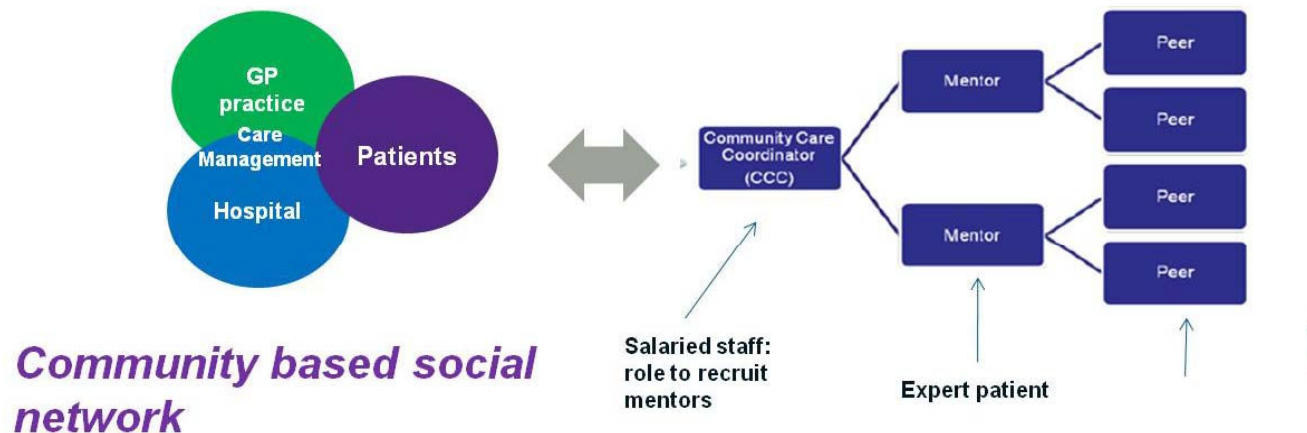 GP
practice
Care
Management
Hospital
Patients
Community Care
Coordinator
(CCC)
Mentor
Mentor
Peer
Peer
Peer
Peer
Salaried staff:
role to recruit
mentors
Expert patient
Community based social
network